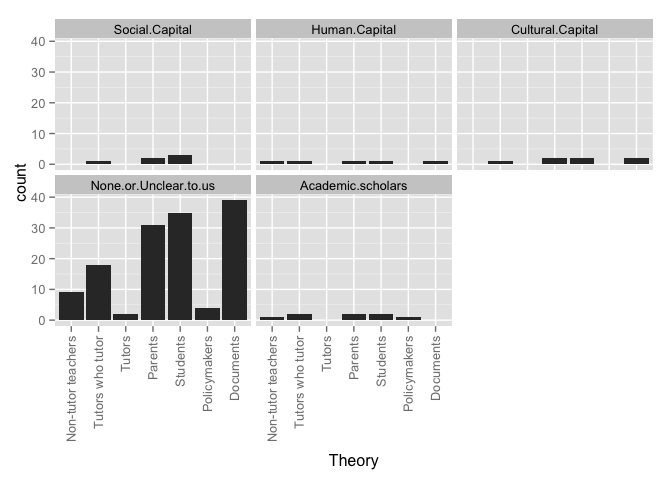 Social.Capital Human.Capital Cultural.Capital
40
30
20
10
0
count
None.or.Unclear.to.us Academic.scholars
40
30
20
10
0
Non-tutor teachers
Tutors who tutor
Tutors
Parents
Students
Policymakers
Documents
Non-tutor teachers
Tutors who tutor
Tutors
Parents
Students
Policymakers
Documents
Theory